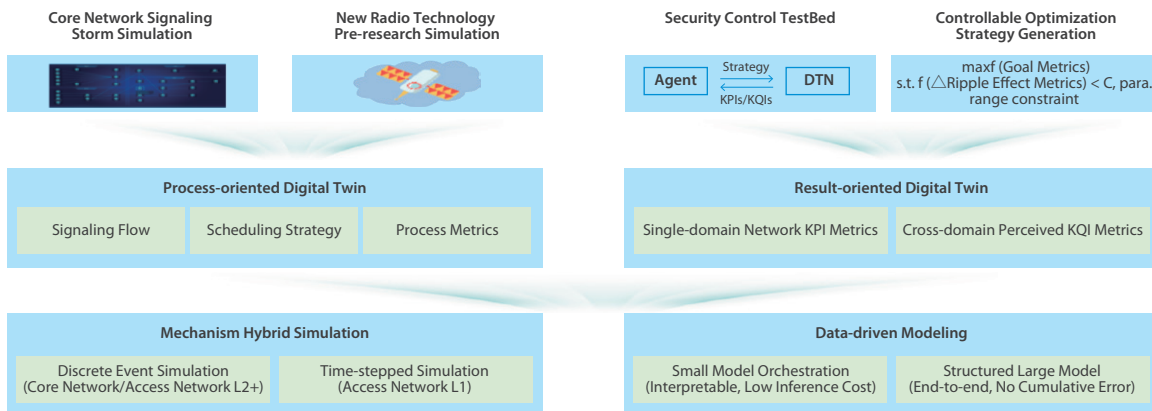 Core Network Signaling
Storm Simulation
New Radio Technology
Pre-research Simulation
Security Control TestBed
Controllable Optimization
Strategy Generation
Agent
Strategy
KPIs/KQIs
DTN
maxf (Goal Metrics)
s.t. f (△Ripple Effect Metrics) < C, para.
range constraint
Process-oriented Digital Twin
Signaling Flow
Scheduling Strategy
Process Metrics
Result-oriented Digital Twin
Single-domain Network KPI Metrics
Cross-domain Perceived KQI Metrics
Mechanism Hybrid Simulation
Discrete Event Simulation
(Core Network/Access Network L2+)
Time-stepped Simulation
(Access Network L1)
Data-driven Modeling
Small Model Orchestration
(Interpretable, Low Inference Cost)
Structured Large Model
(End-to-end, No Cumulative Error)